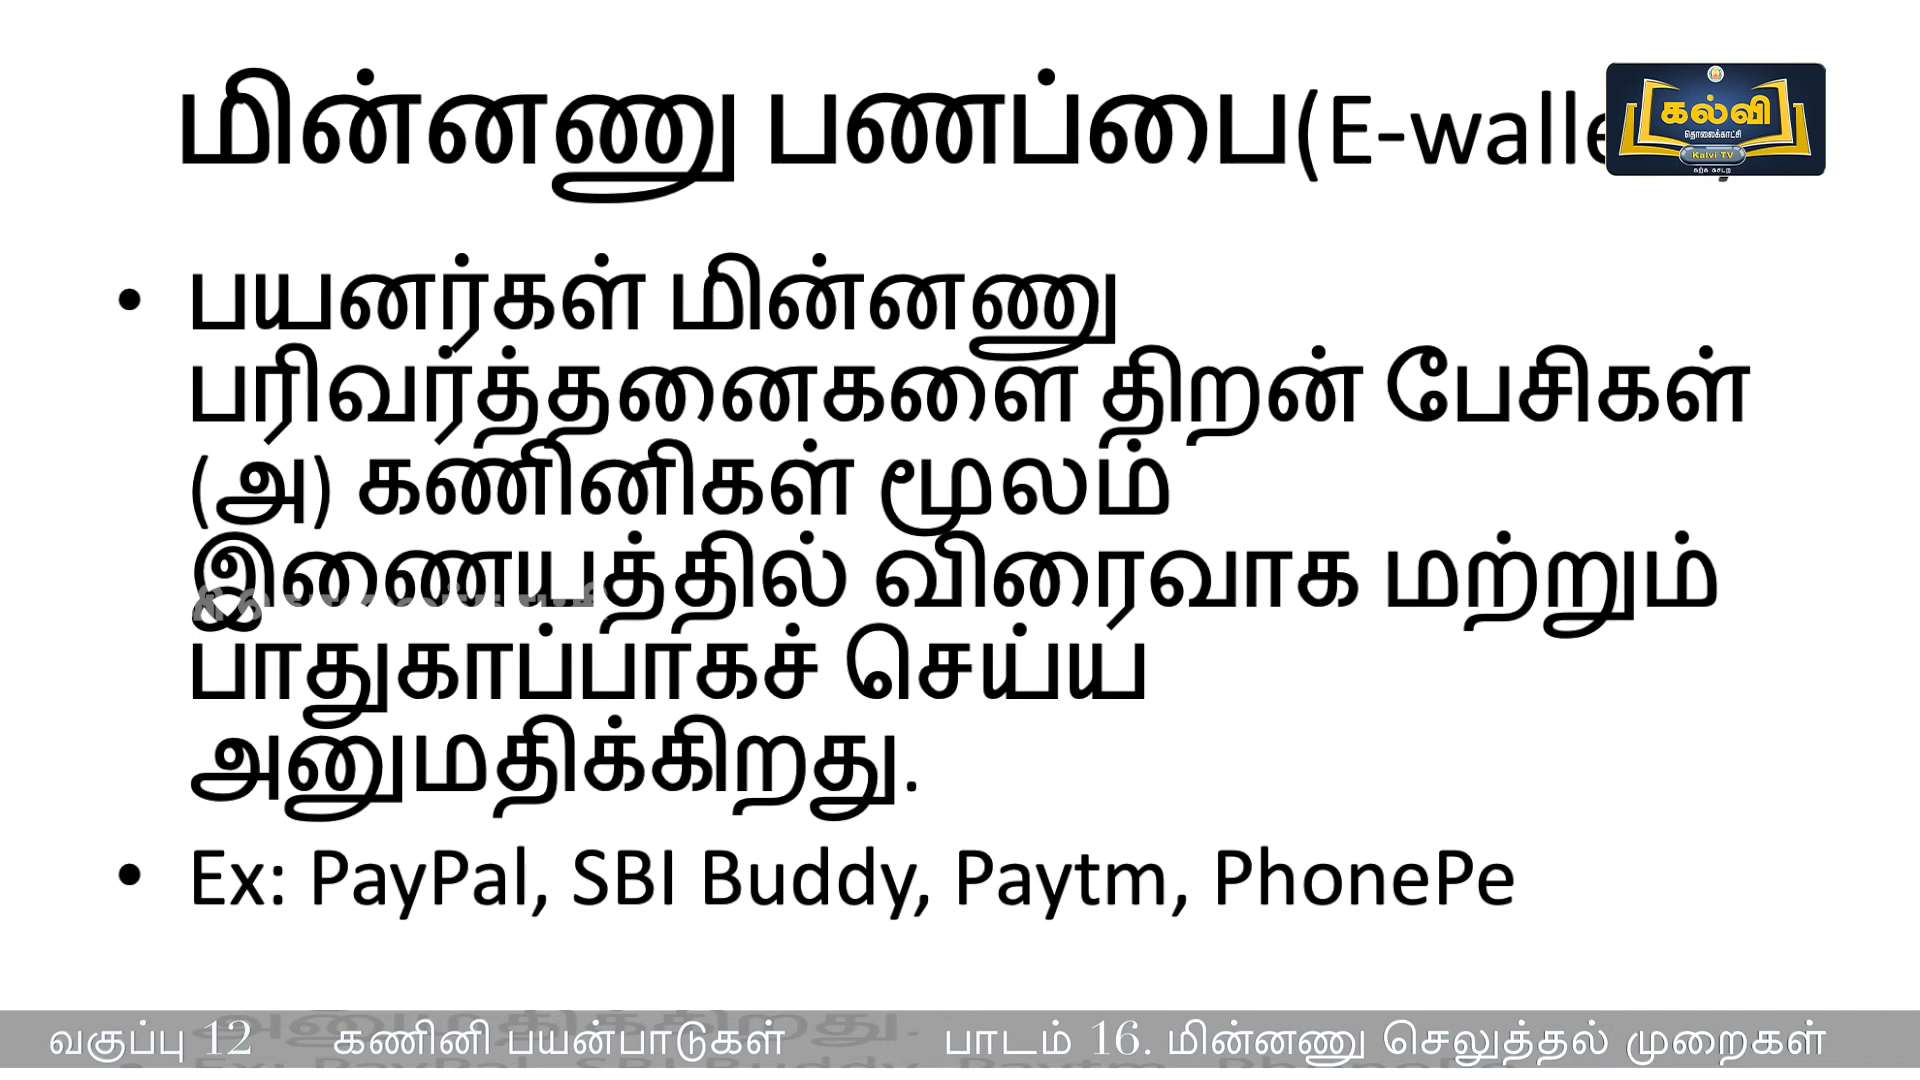 மின்னணு பணப்பை(E-walle
கல்வி
தொலைக்காட்சி
Kalvi TV
கற்க கசடற
• பயனர்கள் மின்னணு
பரிவர்த்தனைகளை திறன் பேசிகள்
(அ) கணினிகள் மூலம்
இணையத்தில் விரைவாக மற்றும்
பாதுகாப்பாகச் செய்ய
அனுமதிக்கிறது.
• Ex: PayPal, SBI Buddy, Paytm, PhonePe
வகுப்பு 12 கணினி பயன்பாடுகள் பாடம் 16. மின்னணு செலுத்தல் முறைகள்